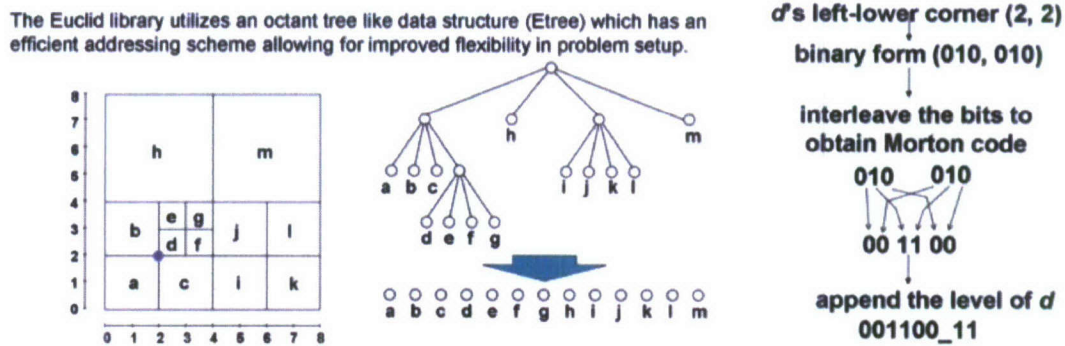 The Euclid library utilizes an octant tree like data structure (Etree) which has an
efficient addressing scheme allowing for improved flexibility in problem setup.
8
7
6
5
4
3
2
1
0
h m
b e g j l
d f
a c i k
0 1 2 3 4 5 6 7 8
h m
a b c i j k l
d e f g
a b c d e f g h i j k l m
d's left-lower corner (2, 2)
binary form (010, 010)
interleave the bits to
obtain Morton code
010 010
00 11 00
append the level of d
001100_11